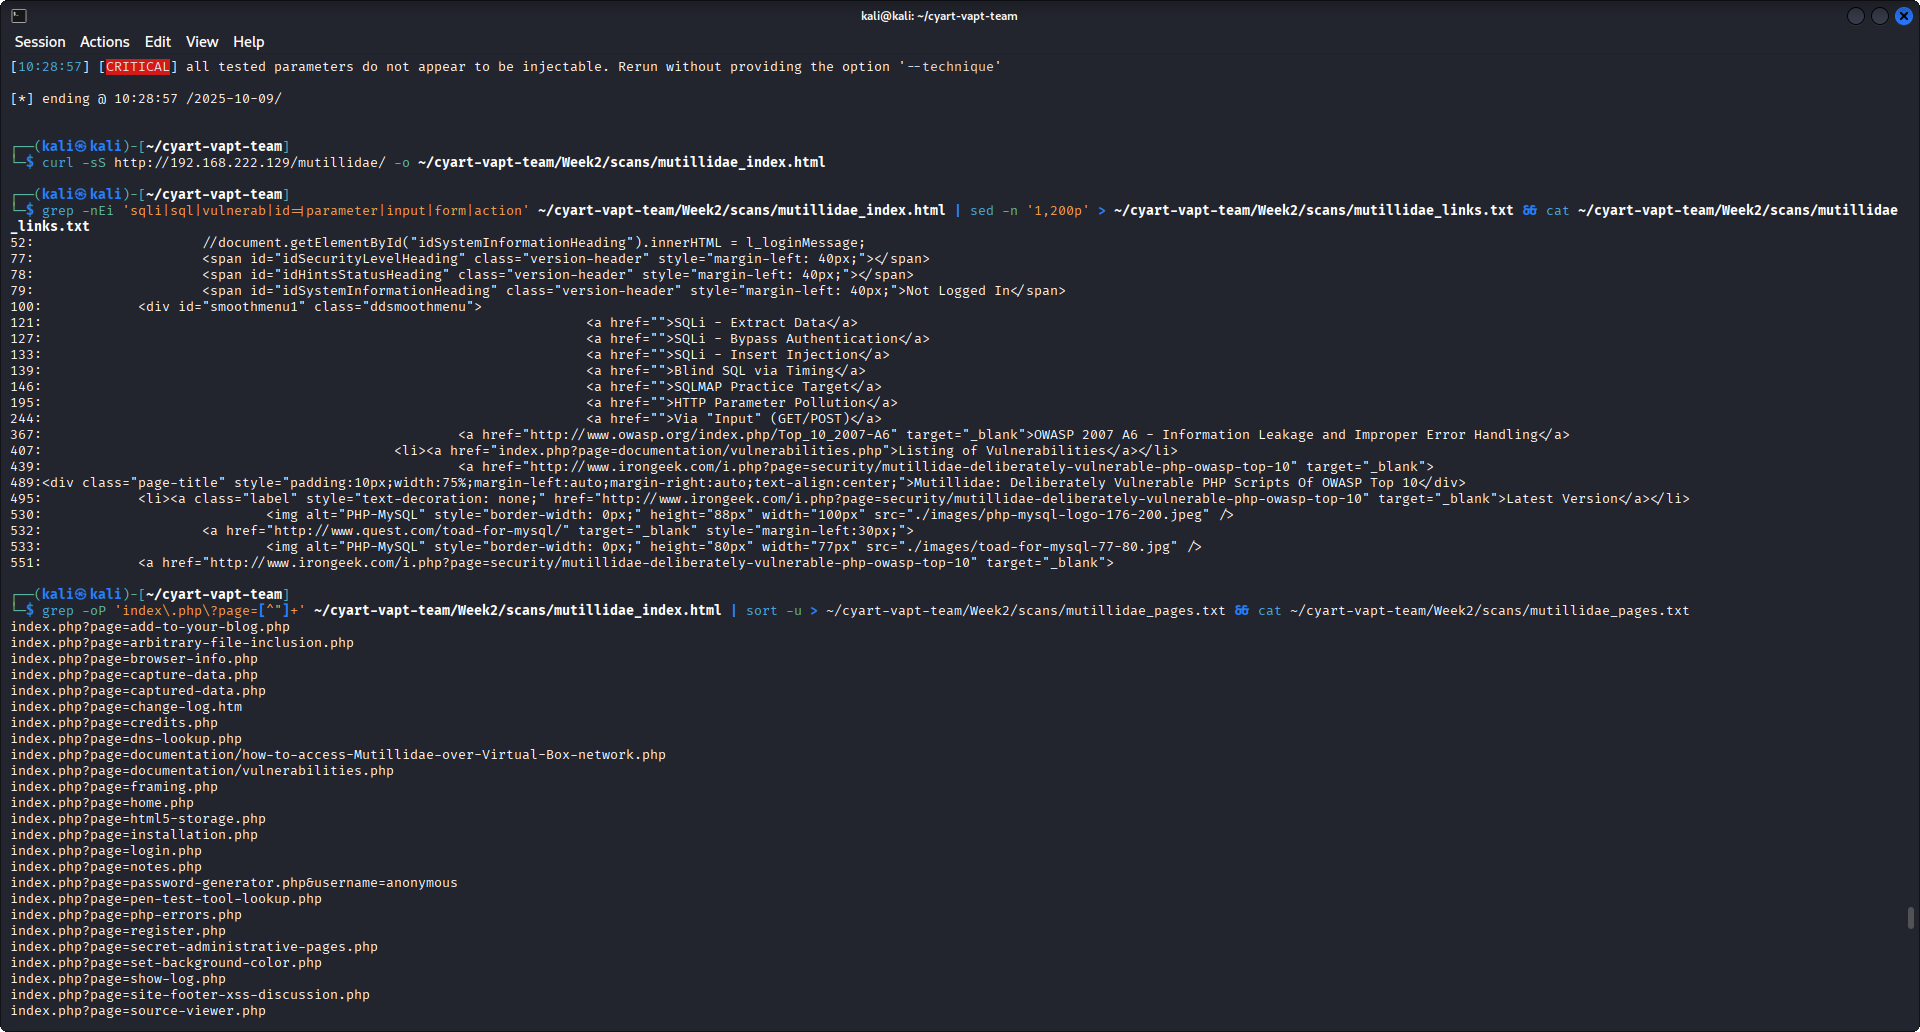 kali@kali: ~/cyart-vapt-team
Session Actions Edit View Help
[10:28:57] [CRITICAL] all tested parameters do not appear to be injectable. Rerun without providing the option '--technique'
[*] ending @ 10:28:57 /2025-10-09/
┌──(kali㉿kali)-[~/cyart-vapt-team]
└─$ curl -sS http://192.168.222.129/mutillidae/ -o ~/cyart-vapt-team/Week2/scans/mutillidae_index.html
┌──(kali㉿kali)-[~/cyart-vapt-team]
└─$ grep -nEi 'sqli|sql|vulnerab|id=|parameter|input|form|action' ~/cyart-vapt-team/Week2/scans/mutillidae_index.html | sed -n '1,200p' > ~/cyart-vapt-team/Week2/scans/mutillidae_links.txt && cat ~/cyart-vapt-team/Week2/scans/mutillidae
_links.txt
52: //document.getElementById("idSystemInformationHeading").innerHTML = l_loginMessage;
77: <span id="idSecurityLevelHeading" class="version-header" style="margin-left: 40px;"></span>
78: <span id="idHintsStatusHeading" class="version-header" style="margin-left: 40px;"></span>
79: <span id="idSystemInformationHeading" class="version-header" style="margin-left: 40px;">Not Logged In</span>
100: <div id="smoothmenu1" class="ddsmoothmenu">
121: <a href="">SQLi - Extract Data</a>
127: <a href="">SQLi - Bypass Authentication</a>
133: <a href="">SQLi - Insert Injection</a>
139: <a href="">Blind SQL via Timing</a>
146: <a href="">SQLMAP Practice Target</a>
195: <a href="">HTTP Parameter Pollution</a>
244: <a href="">Via "Input" (GET/POST)</a>
367: <a href="http://www.owasp.org/index.php/Top_10_2007-A6" target="_blank">OWASP 2007 A6 - Information Leakage and Improper Error Handling</a>
407: <li><a href="index.php?page=documentation/vulnerabilities.php">Listing of Vulnerabilities</a></li>
439: <a href="http://www.irongeek.com/i.php?page=security/mutillidae-deliberately-vulnerable-php-owasp-top-10" target="_blank">
489:<div class="page-title" style="padding:10px;width:75%;margin-left:auto;margin-right:auto;text-align:center;">Mutillidae: Deliberately Vulnerable PHP Scripts Of OWASP Top 10</div>
495: <li><a class="label" style="text-decoration: none;" href="http://www.irongeek.com/i.php?page=security/mutillidae-deliberately-vulnerable-php-owasp-top-10" target="_blank">Latest Version</a></li>
530: <img alt="PHP-MySQL" style="border-width: 0px;" height="88px" width="100px" src="./images/php-mysql-logo-176-200.jpeg" />
532: <a href="http://www.quest.com/toad-for-mysql/" target="_blank" style="margin-left:30px;">
533: <img alt="PHP-MySQL" style="border-width: 0px;" height="80px" width="77px" src="./images/toad-for-mysql-77-80.jpg" />
551: <a href="http://www.irongeek.com/i.php?page=security/mutillidae-deliberately-vulnerable-php-owasp-top-10" target="_blank">
┌──(kali㉿kali)-[~/cyart-vapt-team]
└─$ grep -oP 'index\.php\?page=[^"]+' ~/cyart-vapt-team/Week2/scans/mutillidae_index.html | sort -u > ~/cyart-vapt-team/Week2/scans/mutillidae_pages.txt && cat ~/cyart-vapt-team/Week2/scans/mutillidae_pages.txt
index.php?page=add-to-your-blog.php
index.php?page=arbitrary-file-inclusion.php
index.php?page=browser-info.php
index.php?page=capture-data.php
index.php?page=captured-data.php
index.php?page=change-log.htm
index.php?page=credits.php
index.php?page=dns-lookup.php
index.php?page=documentation/how-to-access-Mutillidae-over-Virtual-Box-network.php
index.php?page=documentation/vulnerabilities.php
index.php?page=framing.php
index.php?page=home.php
index.php?page=html5-storage.php
index.php?page=installation.php
index.php?page=login.php
index.php?page=notes.php
index.php?page=password-generator.php&username=anonymous
index.php?page=pen-test-tool-lookup.php
index.php?page=php-errors.php
index.php?page=register.php
index.php?page=secret-administrative-pages.php
index.php?page=set-background-color.php
index.php?page=show-log.php
index.php?page=site-footer-xss-discussion.php
index.php?page=source-viewer.php